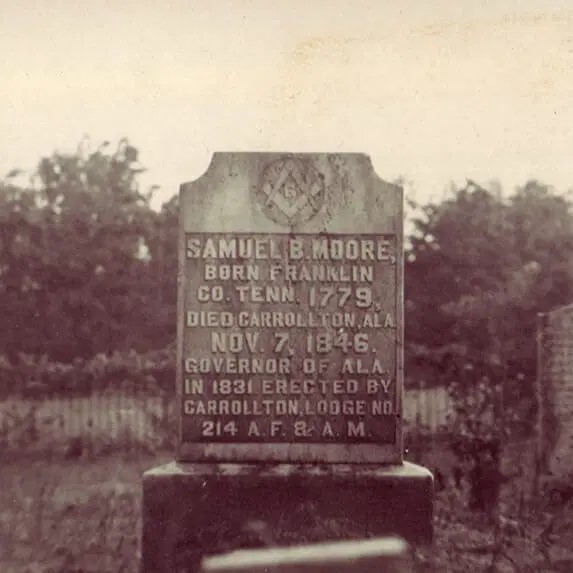 G
SAMUEL B. MOORE,
BORN FRANKLIN
CO. TENN. 1779.
DIED CARROLLTON, ALA.
NOV. 7, 1846.
GOVERNOR OF ALA.
IN 1831 ERECTED BY
CARROLLTON, LODGE NO.
214 A. F. & A. M.